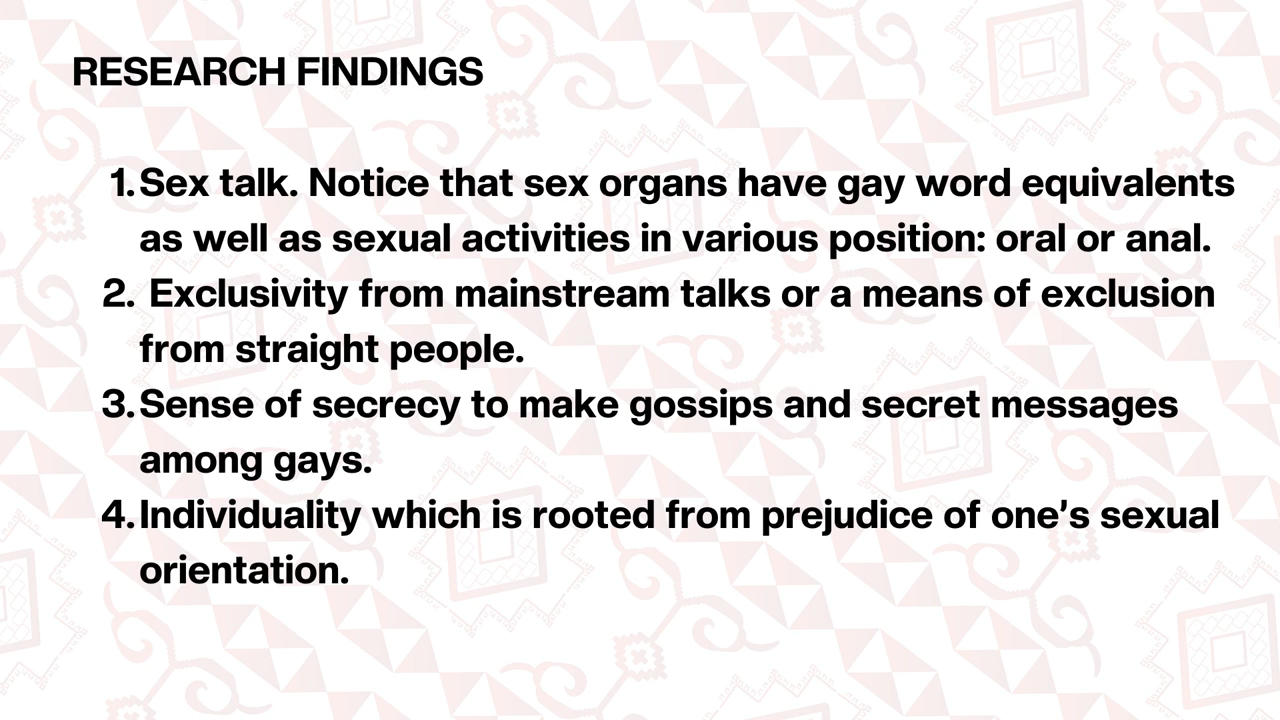 RESEARCH FINDINGS
1. Sex talk. Notice that sex organs have gay word equivalents
as well as sexual activities in various position: oral or anal.
2. Exclusivity from mainstream talks or a means of exclusion
from straight people.
3. Sense of secrecy to make gossips and secret messages
among gays.
4. Individuality which is rooted from prejudice of one's sexual
orientation.